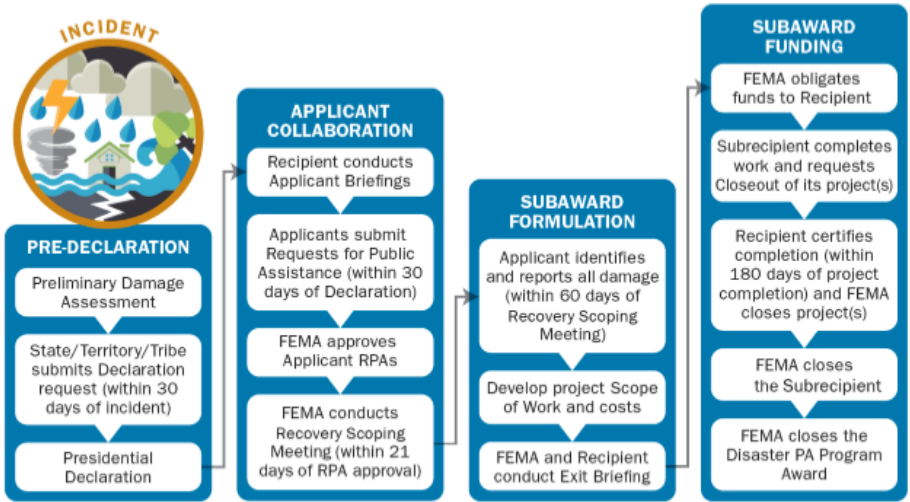 INCIDENT
PRE-DECLARATION
Preliminary Damage
Assessment
State/Territory/Tribe
submits Declaration
request (within 30
days of incident)
Presidential
Declaration
APPLICANT
COLLABORATION
Recipient conducts
Applicant Briefings
Applicants submit
Requests for Public
Assistance (within 30
days of Declaration)
FEMA approves
Applicant RPAs
FEMA conducts
Recovery Scoping
Meeting (within 21
days of RPA approval)
SUBAWARD
FORMULATION
Applicant identifies
and reports all damage
(within 60 days of
Recovery Scoping
Meeting)
Develop project Scope
of Work and costs
FEMA and Recipient
conduct Exit Briefing
SUBAWARD
FUNDING
FEMA obligates
funds to Recipient
Subrecipient completes
work and requests
Closeout of its project(s)
Recipient certifies
completion (within
180 days of project
completion) and FEMA
closes project(s)
FEMA closes
the Subrecipient
FEMA closes the
Disaster PA Program
Award